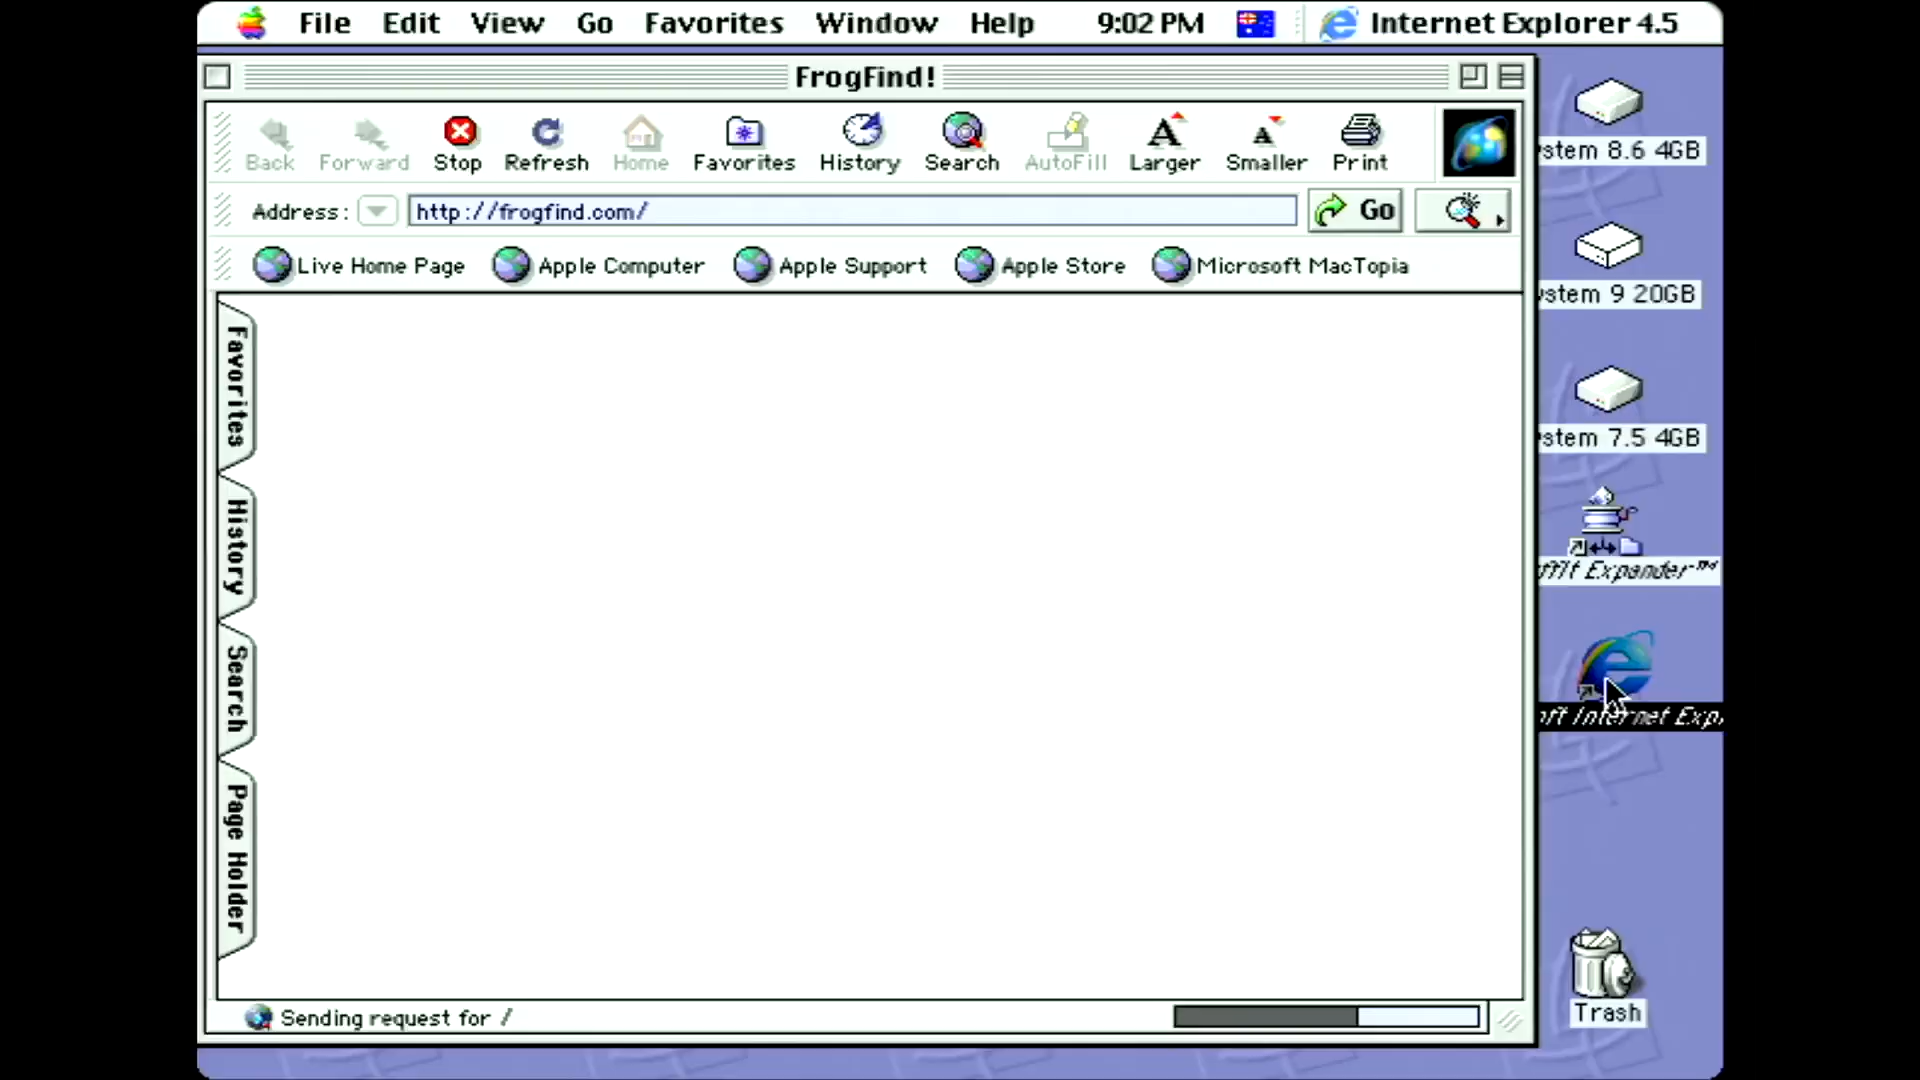 File Edit View Go Favorites Window Help 9:02 PM Internet Explorer 4.5
FrogFind!
Back Forward Stop Refresh Home Favorites History Search AutoFill Larger Smaller Print
Address: http://frogfind.com/ Go
Live Home Page Apple Computer Apple Support Apple Store Microsoft MacTopia
Favorites
History
Search
Page Holder
Sending request for /
stem 8.6 4GB
stem 9 20GB
stem 7.5 4GB
Expander™
Internet Exp
Trash